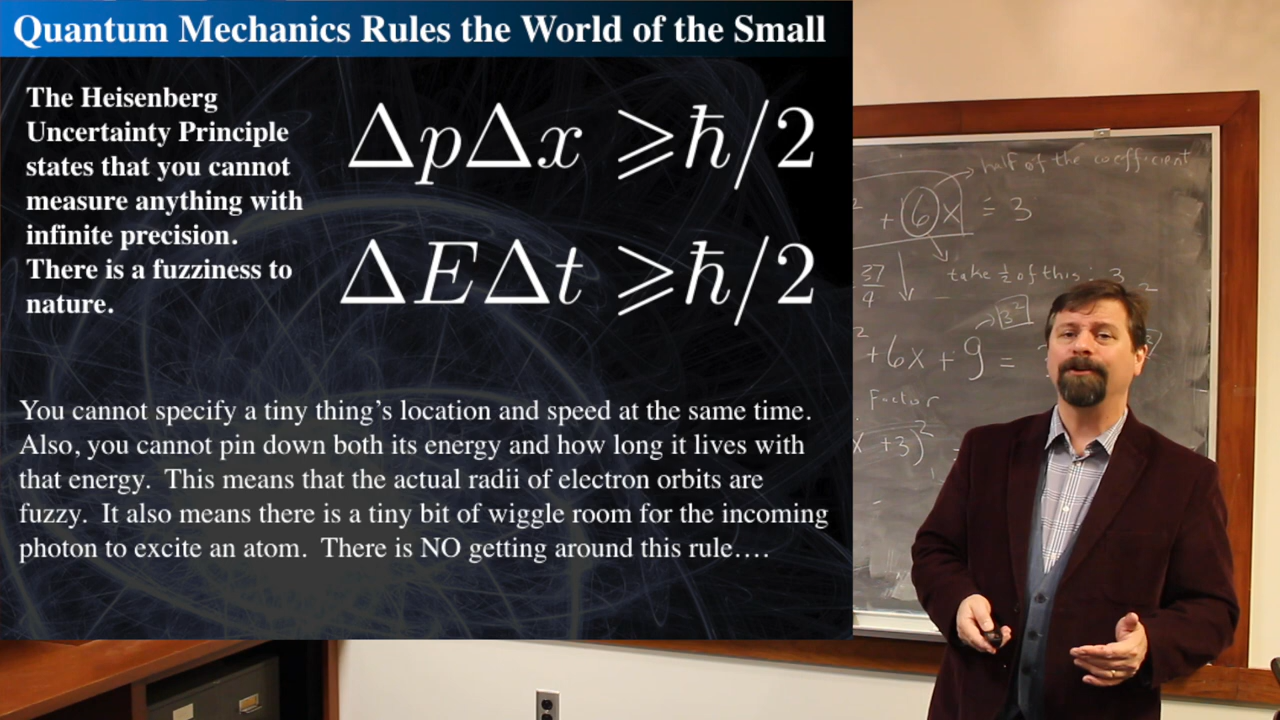 Quantum Mechanics Rules the World of the Small
The Heisenberg
Uncertainty Principle
states that you cannot
measure anything with
infinite precision.
There is a fuzziness to
nature.
ΔpΔx ⩾ℏ/2
ΔEΔt ⩾ℏ/2
You cannot specify a tiny thing's location and speed at the same time.
Also, you cannot pin down both its energy and how long it lives with
that energy. This means that the actual radii of electron orbits are
fuzzy. It also means there is a tiny bit of wiggle room for the incoming
photon to excite an atom. There is NO getting around this rule….
half of the coefficient
+ 6x = 3
37/4
take ½ of this: 3
3²
+6x + 9 =
Factor
x +3)²